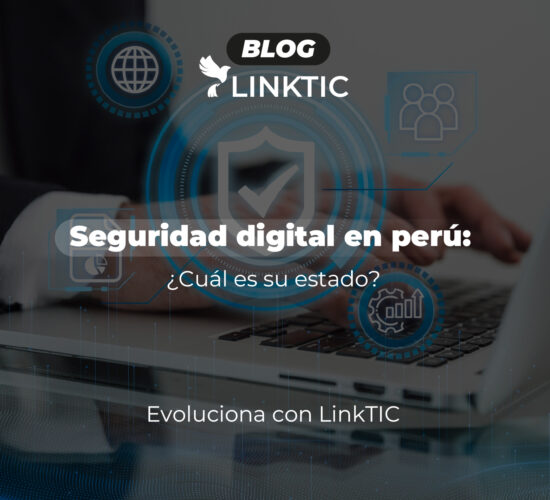 BLOG
LINKTIC
Seguridad digital en perú:
¿Cuál es su estado?
Evoluciona con LinkTIC